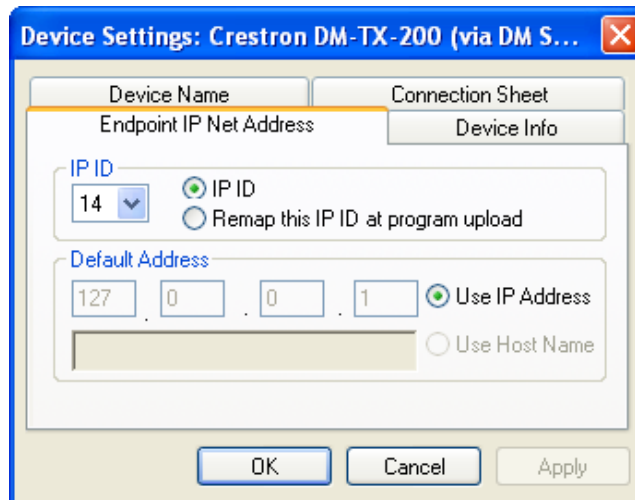 Device Settings: Crestron DM-TX-200 (via DM S...
Device Name Connection Sheet
Endpoint IP Net Address Device Info
IP ID
14 IP ID
Remap this IP ID at program upload
Default Address
127 . 0 . 0 . 1 Use IP Address
Use Host Name
OK Cancel Apply